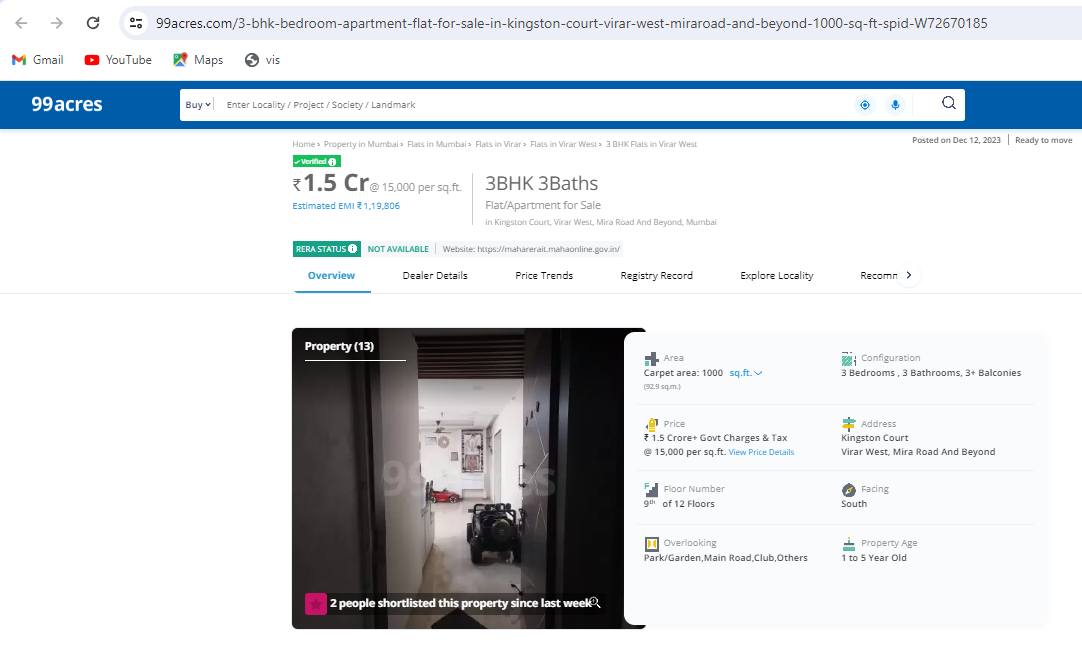 99acres.com/3-bhk-bedroom-apartment-flat-for-sale-in-kingston-court-virar-west-miraroad-and-beyond-1000-sq-ft-spid-W72670185
Gmail YouTube Maps vis
99acres Buy Enter Locality / Project / Society / Landmark
Home› Property in Mumbai› Flats in Mumbai› Flats in Virar› Flats in Virar West› 3 BHK Flats in Virar West
Posted on Dec 12, 2023 | Ready to move
Verified
₹1.5 Cr @ 15,000 per sq.ft.
Estimated EMI ₹ 1,19,806
3BHK 3Baths
Flat/Apartment for Sale
in Kingston Court, Virar West, Mira Road And Beyond, Mumbai
RERA STATUS NOT AVAILABLE | Website: https://maharerait.mahaonline.gov.in/
Overview Dealer Details Price Trends Registry Record Explore Locality Recomn
Property (13)
99acres
2 people shortlisted this property since last week
Area
Carpet area: 1000 sq.ft.
(92.9 sq.m.)
Configuration
3 Bedrooms , 3 Bathrooms, 3+ Balconies
Price
₹ 1.5 Crore+ Govt Charges & Tax
@ 15,000 per sq.ft. View Price Details
Address
Kingston Court
Virar West, Mira Road And Beyond
Floor Number
9th of 12 Floors
Facing
South
Overlooking
Park/Garden,Main Road,Club,Others
Property Age
1 to 5 Year Old